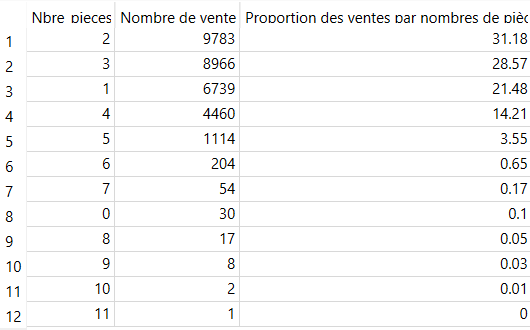 Nbre_pieces Nombre de vente Proportion des ventes par nombres de pièc
1 2 9783 31.18
2 3 8966 28.57
3 1 6739 21.48
4 4 4460 14.21
5 5 1114 3.55
6 6 204 0.65
7 7 54 0.17
8 0 30 0.1
9 8 17 0.05
10 9 8 0.03
11 10 2 0.01
12 11 1 0